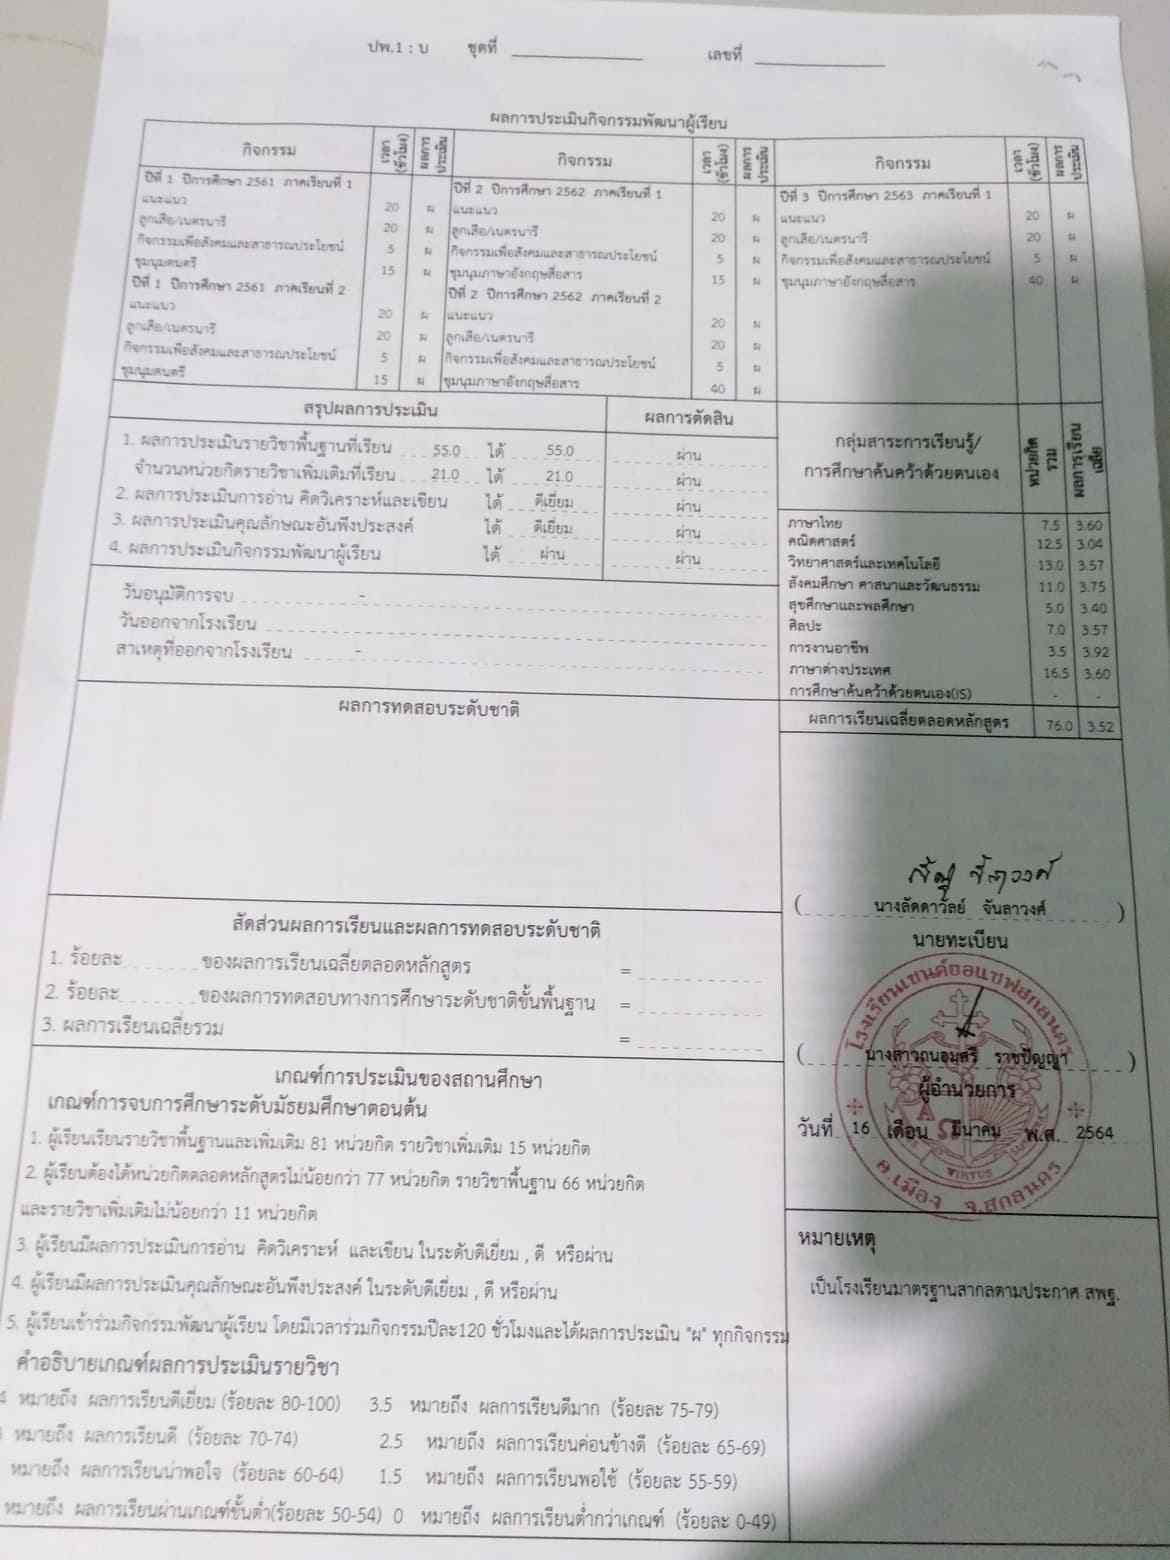 ปพ.1 : บ ชุดที่ เลขที่
ผลการประเมินกิจกรรมพัฒนาผู้เรียน
กิจกรรม เวลา (ชั่วโมง) ผลการประเมิน กิจกรรม เวลา (ชั่วโมง) ผลการประเมิน กิจกรรม เวลา (ชั่วโมง) ผลการประเมิน
ปีที่ 1 ปีการศึกษา 2561 ภาคเรียนที่ 1
แนะแนว 20 ผ
ลูกเสือ/เนตรนารี 20 ผ
กิจกรรมเพื่อสังคมและสาธารณประโยชน์ 5 ผ
ชุมนุมดนตรี 15 ผ
ปีที่ 1 ปีการศึกษา 2561 ภาคเรียนที่ 2
แนะแนว 20 ผ
ลูกเสือ/เนตรนารี 20 ผ
กิจกรรมเพื่อสังคมและสาธารณประโยชน์ 5 ผ
ชุมนุมดนตรี 15 ผ
ปีที่ 2 ปีการศึกษา 2562 ภาคเรียนที่ 1
แนะแนว 20 ผ
ลูกเสือ/เนตรนารี 20 ผ
กิจกรรมเพื่อสังคมและสาธารณประโยชน์ 5 ผ
ชุมนุมภาษาอังกฤษสื่อสาร 15 ผ
ปีที่ 2 ปีการศึกษา 2562 ภาคเรียนที่ 2
แนะแนว 20 ผ
ลูกเสือ/เนตรนารี 20 ผ
กิจกรรมเพื่อสังคมและสาธารณประโยชน์ 5 ผ
ชุมนุมภาษาอังกฤษสื่อสาร 40 ผ
ปีที่ 3 ปีการศึกษา 2563 ภาคเรียนที่ 1
แนะแนว 20 ผ
ลูกเสือ/เนตรนารี 20 ผ
กิจกรรมเพื่อสังคมและสาธารณประโยชน์ 5 ผ
ชุมนุมภาษาอังกฤษสื่อสาร 40 ผ
สรุปผลการประเมิน ผลการตัดสิน
1. ผลการประเมินรายวิชาพื้นฐานที่เรียน 55.0 ได้ 55.0 ผ่าน
จำนวนหน่วยกิตรายวิชาเพิ่มเติมที่เรียน 21.0 ได้ 21.0 ผ่าน
2. ผลการประเมินการอ่าน คิดวิเคราะห์และเขียน ได้ ดีเยี่ยม ผ่าน
3. ผลการประเมินคุณลักษณะอันพึงประสงค์ ได้ ดีเยี่ยม ผ่าน
4. ผลการประเมินกิจกรรมพัฒนาผู้เรียน ได้ ผ่าน ผ่าน
วันอนุมัติการจบ -
วันออกจากโรงเรียน
สาเหตุที่ออกจากโรงเรียน -
กลุ่มสาระการเรียนรู้/
การศึกษาค้นคว้าด้วยตนเอง หน่วยกิตรวม ผลการเรียนเฉลี่ย
ภาษาไทย 7.5 3.60
คณิตศาสตร์ 12.5 3.04
วิทยาศาสตร์และเทคโนโลยี 13.0 3.57
สังคมศึกษา ศาสนาและวัฒนธรรม 11.0 3.75
สุขศึกษาและพลศึกษา 5.0 3.40
ศิลปะ 7.0 3.57
การงานอาชีพ 3.5 3.92
ภาษาต่างประเทศ 16.5 3.60
การศึกษาค้นคว้าด้วยตนเอง(IS) - -
ผลการเรียนเฉลี่ยตลอดหลักสูตร 76.0 3.52
ผลการทดสอบระดับชาติ
สัดส่วนผลการเรียนและผลการทดสอบระดับชาติ
1. ร้อยละ ของผลการเรียนเฉลี่ยตลอดหลักสูตร =
2. ร้อยละ ของผลการทดสอบทางการศึกษาระดับชาติขั้นพื้นฐาน =
3. ผลการเรียนเฉลี่ยรวม =
( นางลัดดาวัลย์ จันลาวงศ์ )
นายทะเบียน
โรงเรียนเซนต์ยอแซฟสกลนคร
( นางสาวถนอมศรี ราชปัญญา )
ผู้อำนวยการ
วันที่ 16 เดือน มีนาคม พ.ศ. 2564
VIRTUS
อ.เมือง จ.สกลนคร
เกณฑ์การประเมินของสถานศึกษา
เกณฑ์การจบการศึกษาระดับมัธยมศึกษาตอนต้น
1. ผู้เรียนเรียนรายวิชาพื้นฐานและเพิ่มเติม 81 หน่วยกิต รายวิชาเพิ่มเติม 15 หน่วยกิต
2. ผู้เรียนต้องได้หน่วยกิตตลอดหลักสูตรไม่น้อยกว่า 77 หน่วยกิต รายวิชาพื้นฐาน 66 หน่วยกิต
และรายวิชาเพิ่มเติมไม่น้อยกว่า 11 หน่วยกิต
3. ผู้เรียนมีผลการประเมินการอ่าน คิดวิเคราะห์ และเขียน ในระดับดีเยี่ยม , ดี หรือผ่าน
4. ผู้เรียนมีผลการประเมินคุณลักษณะอันพึงประสงค์ ในระดับดีเยี่ยม , ดี หรือผ่าน
5. ผู้เรียนเข้าร่วมกิจกรรมพัฒนาผู้เรียน โดยมีเวลาร่วมกิจกรรมปีละ120 ชั่วโมงและได้ผลการประเมิน "ผ" ทุกกิจกรรม
คำอธิบายเกณฑ์ผลการประเมินรายวิชา
4 หมายถึง ผลการเรียนดีเยี่ยม (ร้อยละ 80-100) 3.5 หมายถึง ผลการเรียนดีมาก (ร้อยละ 75-79)
หมายถึง ผลการเรียนดี (ร้อยละ 70-74) 2.5 หมายถึง ผลการเรียนค่อนข้างดี (ร้อยละ 65-69)
หมายถึง ผลการเรียนน่าพอใจ (ร้อยละ 60-64) 1.5 หมายถึง ผลการเรียนพอใช้ (ร้อยละ 55-59)
หมายถึง ผลการเรียนผ่านเกณฑ์ขั้นต่ำ(ร้อยละ 50-54) 0 หมายถึง ผลการเรียนต่ำกว่าเกณฑ์ (ร้อยละ 0-49)
หมายเหตุ
เป็นโรงเรียนมาตรฐานสากลตามประกาศ สพฐ.